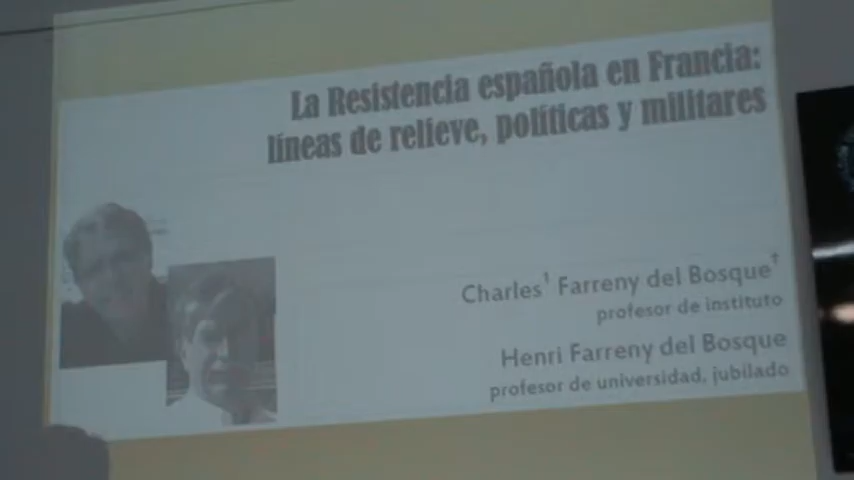 La Resistencia española en Francia:
líneas de relieve, políticas y militares
Charles¹ Farreny del Bosque†
profesor de instituto
Henri Farreny del Bosque
profesor de universidad, jubilado